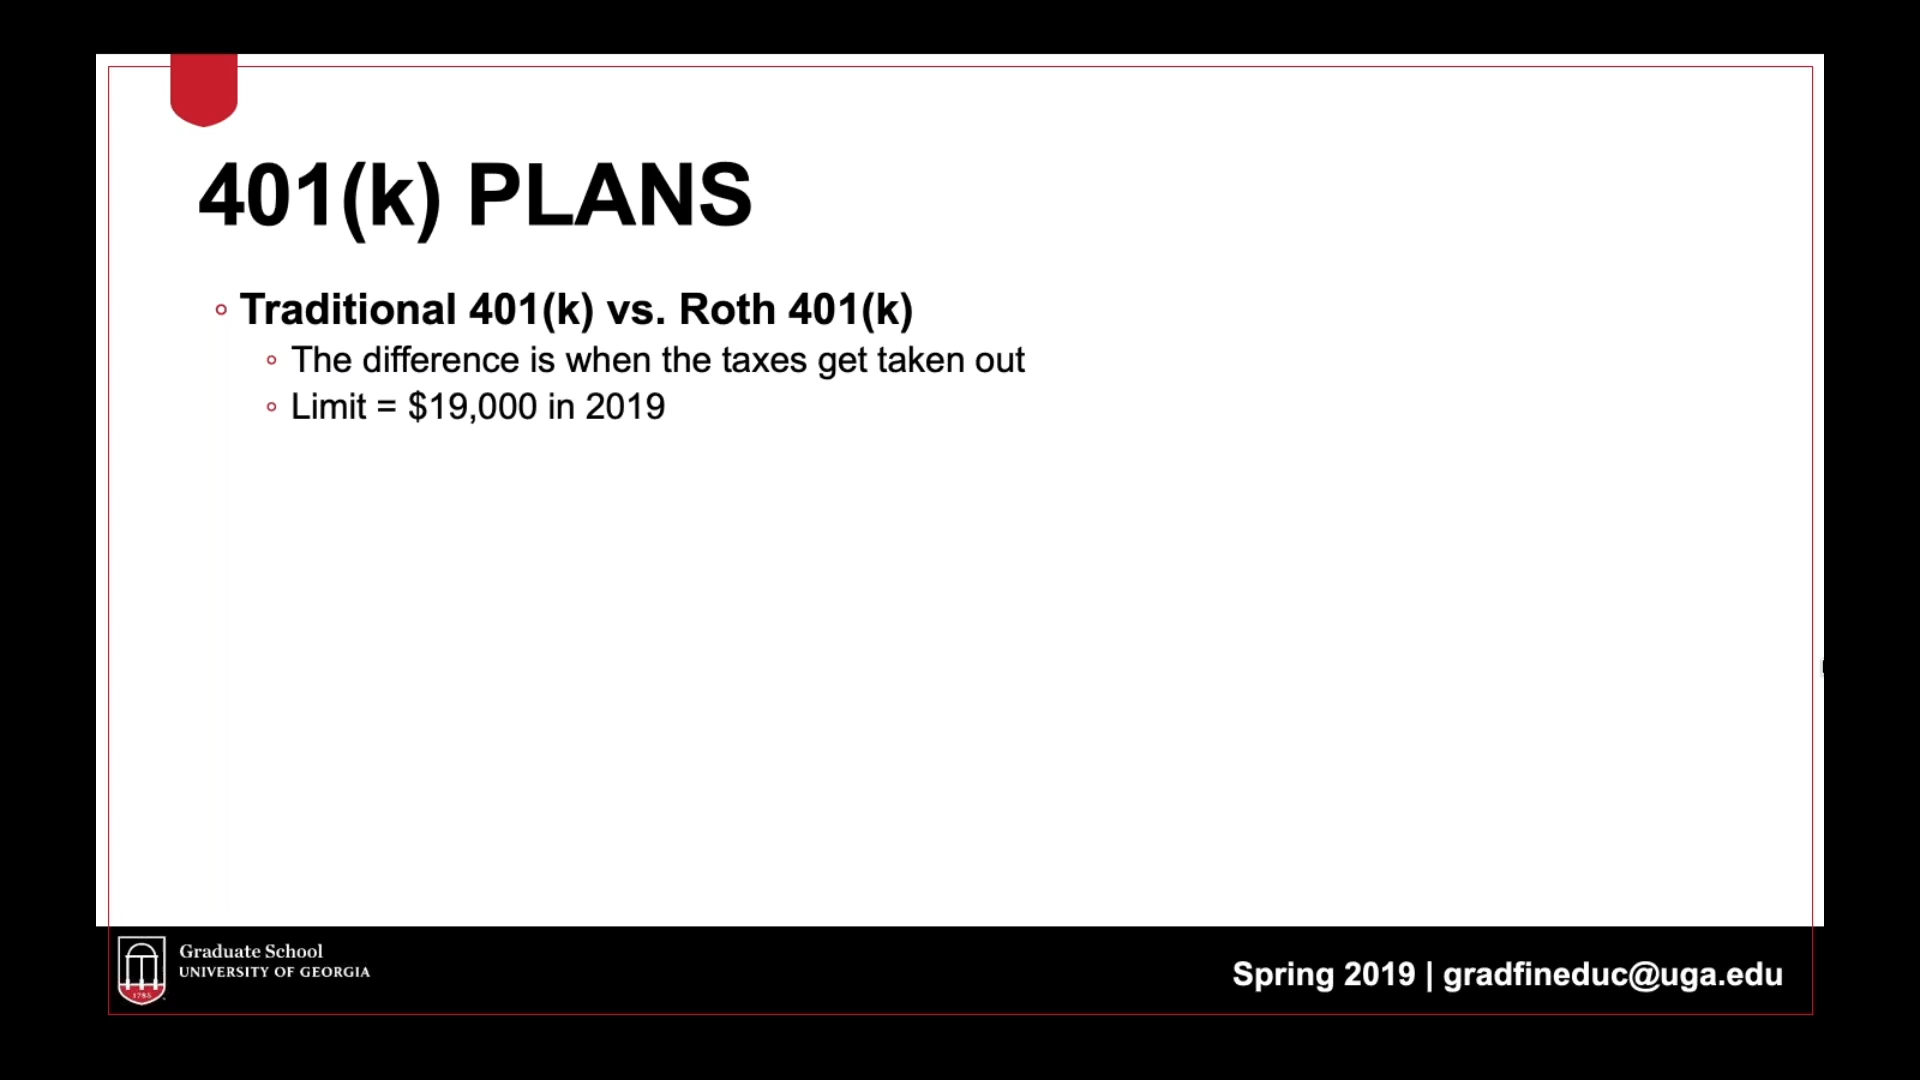 401(k) PLANS
Traditional 401(k) vs. Roth 401(k)
The difference is when the taxes get taken out
Limit = $19,000 in 2019
Graduate School
UNIVERSITY OF GEORGIA
1785
Spring 2019 | gradfineduc@uga.edu